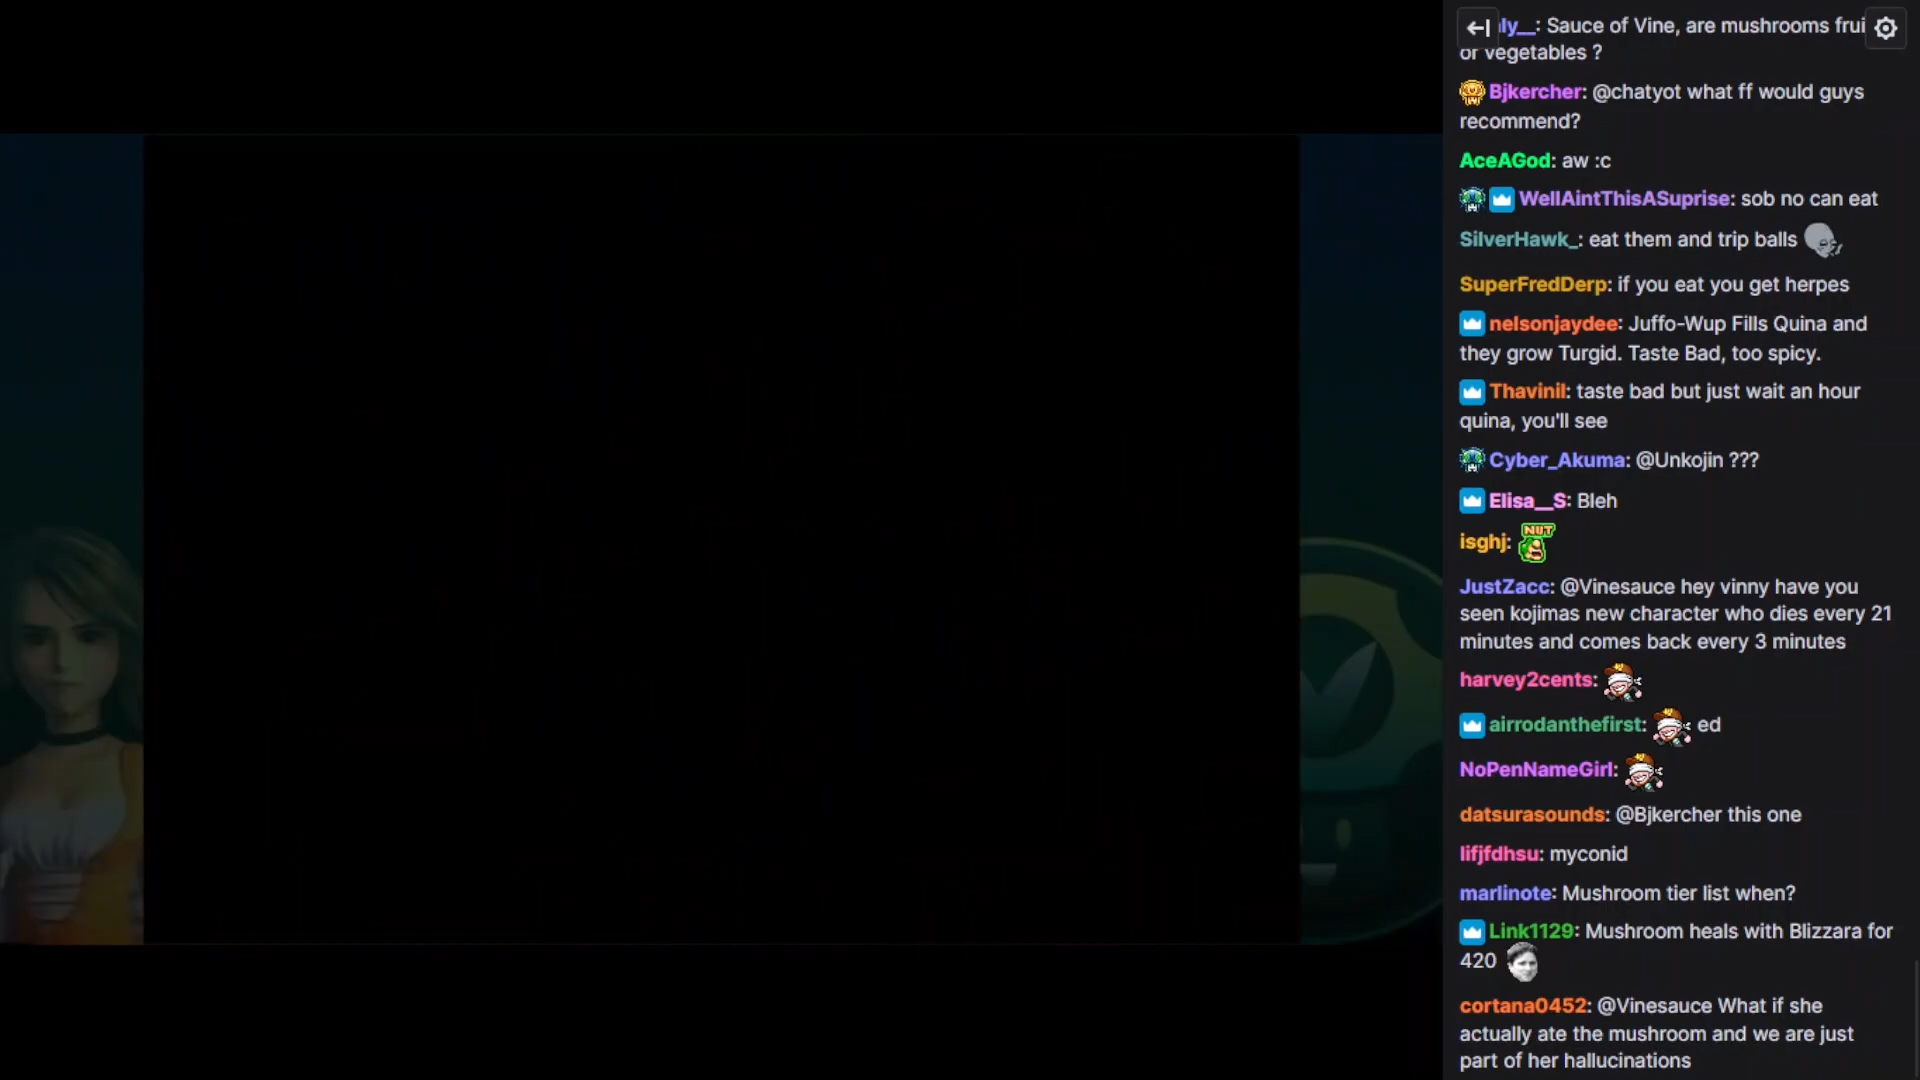 ly__: Sauce of Vine, are mushrooms frui
or vegetables ?
Bjkercher: @chatyot what ff would guys
recommend?
AceAGod: aw :c
WellAintThisASuprise: sob no can eat
SilverHawk_: eat them and trip balls
SuperFredDerp: if you eat you get herpes
nelsonjaydee: Juffo-Wup Fills Quina and
they grow Turgid. Taste Bad, too spicy.
Thavinil: taste bad but just wait an hour
quina, you'll see
Cyber_Akuma: @Unkojin ???
Elisa__S: Bleh
isghj: NUT
JustZacc: @Vinesauce hey vinny have you
seen kojimas new character who dies every 21
minutes and comes back every 3 minutes
harvey2cents:
airrodanthefirst: ed
NoPenNameGirl:
datsurasounds: @Bjkercher this one
lifjfdhsu: myconid
marlinote: Mushroom tier list when?
Link1129: Mushroom heals with Blizzara for
420
cortana0452: @Vinesauce What if she
actually ate the mushroom and we are just
part of her hallucinations